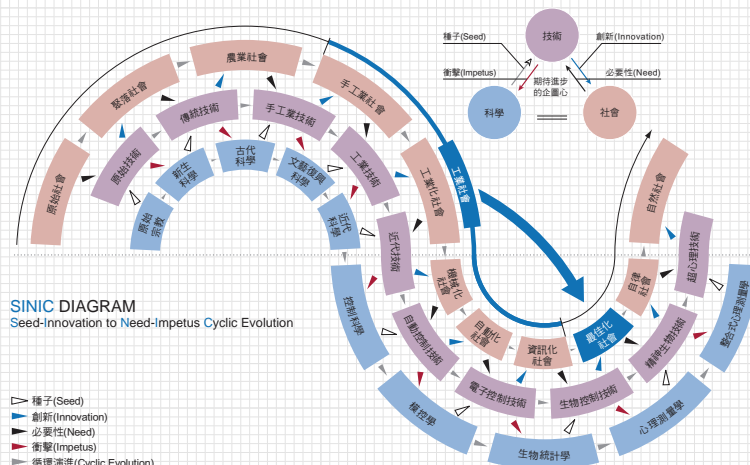 種子(Seed)
技術
創新(Innovation)
衝擊(Impetus)
必要性(Need)
期待進步
的企圖心
科學
社會
原始社會
聚落社會
農業社會
手工業社會
工業化社會
工業社會
機械化
社會
自動化
社會
資訊化
社會
最佳化
社會
自律
社會
自然社會
原始技術
傳統技術
手工業技術
工業技術
近代技術
自動控制技術
電子控制技術
生物控制技術
精神生物技術
超心理技術
原始
宗教
新生
科學
古代
科學
文藝復興
科學
近代
科學
控制科學
模控學
生物統計學
心理測量學
整合式心理測量學
SINIC DIAGRAM
Seed-Innovation to Need-Impetus Cyclic Evolution
種子(Seed)
創新(Innovation)
必要性(Need)
衝擊(Impetus)
循環演進(Cyclic Evolution)